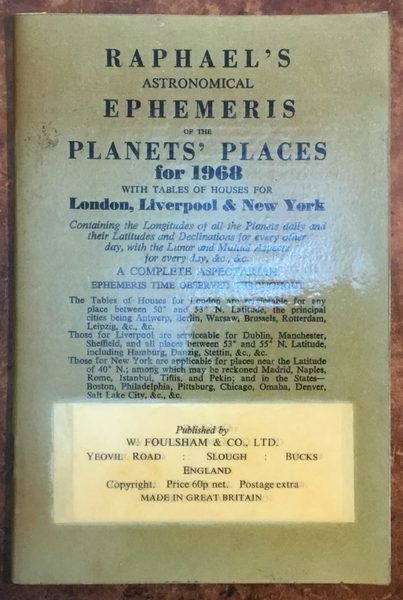 RAPHAEL'S
ASTRONOMICAL
EPHEMERIS
OF THE
PLANETS' PLACES
for 1968
WITH TABLES OF HOUSES FOR
London, Liverpool & New York
Containing the Longitudes of all the Planets daily and
their Latitudes and Declinations for every other
day, with the Lunar and Mutual Aspects
for every day, &c., &c.
A COMPLETE ASPECTARIAN
EPHEMERIS TIME OBSERVED THROUGHOUT
The Tables of Houses for London are serviceable for any
place between 50° and 53° N. Latitude, the principal
cities being Antwerp, Berlin, Warsaw, Brussels, Rotterdam,
Leipzig, &c., &c.
Those for Liverpool are serviceable for Dublin, Manchester,
Sheffield, and all places between 53° and 55° N. Latitude,
including Hamburg, Danzig, Stettin, &c., &c.
Those for New York are applicable for places near the Latitude
of 40° N.; among which may be reckoned Madrid, Naples,
Rome, Istanbul, Tiflis, and Pekin; and in the States—
Boston, Philadelphia, Pittsburg, Chicago, Omaha, Denver,
Salt Lake City, &c., &c.
Published by
W. FOULSHAM & CO., LTD.
YEOVIL ROAD : SLOUGH : BUCKS
ENGLAND
Copyright. Price 60p net. Postage extra
MADE IN GREAT BRITAIN